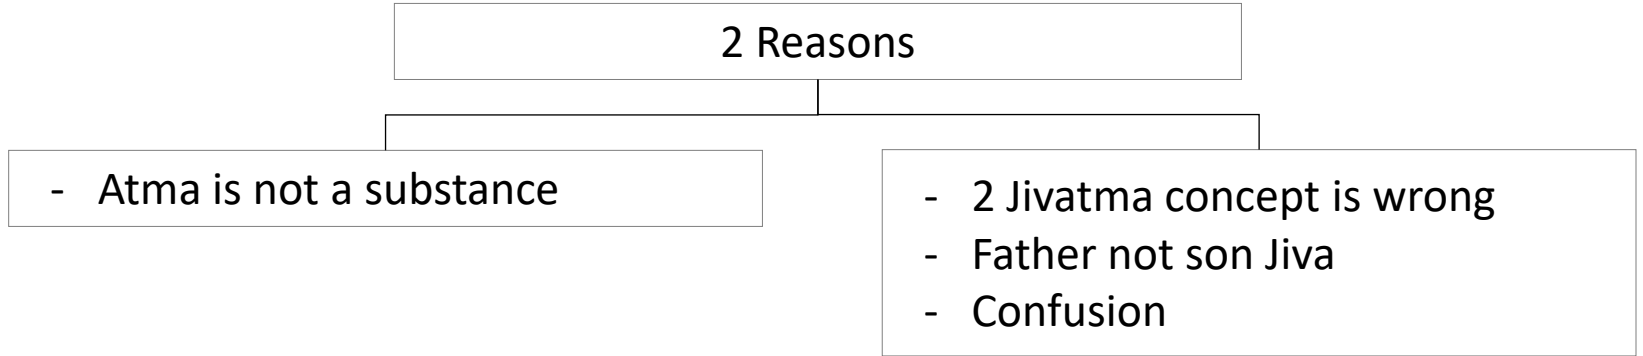 2 Reasons
- Atma is not a substance
- 2 Jivatma concept is wrong
- Father not son Jiva
- Confusion